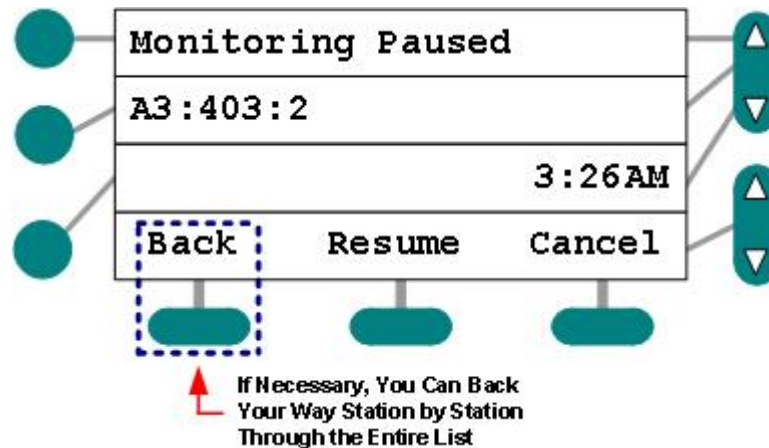 Monitoring Paused
A3:403:2
3:26AM
Back Resume Cancel
If Necessary, You Can Back
Your Way Station by Station
Through the Entire List